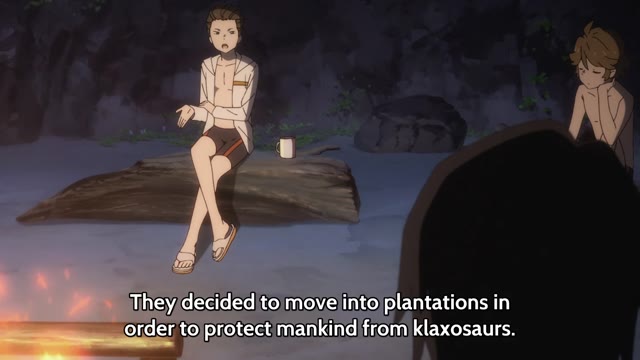 They decided to move into plantations in
order to protect mankind from klaxosaurs.